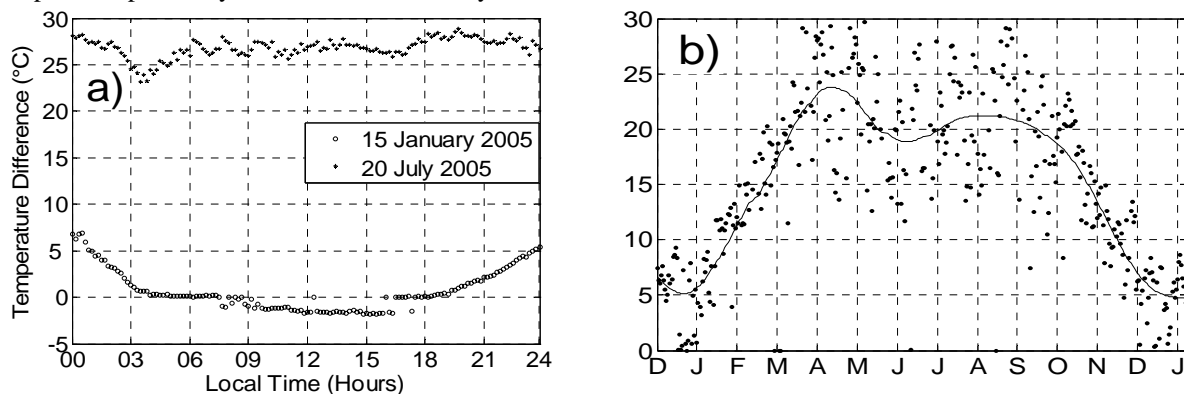 30
25
20
15
10
5
0
-5
Temperature Difference (°C)
a)
15 January 2005
20 July 2005
00 03 06 09 12 15 18 21 24
Local Time (Hours)
30
25
20
15
10
5
0
b)
D J F M A M J J A S O N D J